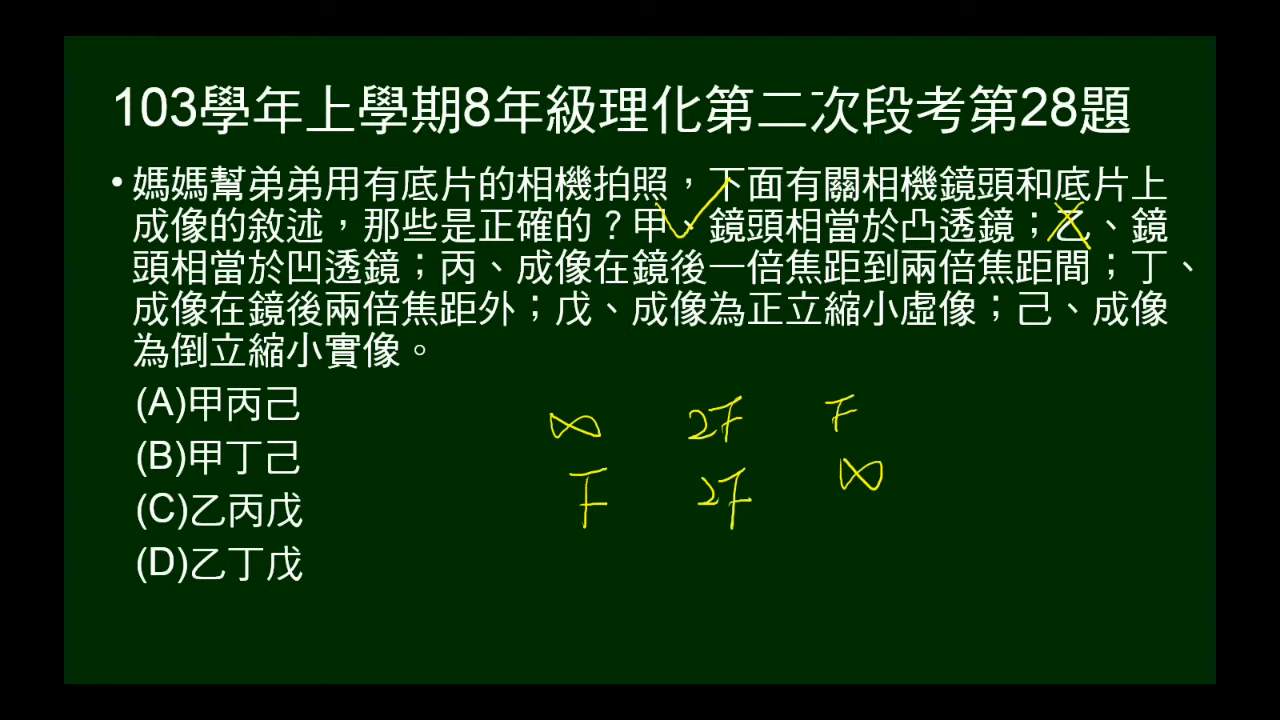 103學年上學期8年級理化第二次段考第28題
•媽媽幫弟弟用有底片的相機拍照，下面有關相機鏡頭和底片上
成像的敘述，那些是正確的？甲、鏡頭相當於凸透鏡；乙、鏡
頭相當於凹透鏡；丙、成像在鏡後一倍焦距到兩倍焦距間；丁、
成像在鏡後兩倍焦距外；戊、成像為正立縮小虛像；己、成像
為倒立縮小實像。
(A)甲丙己
(B)甲丁己
(C)乙丙戊
(D)乙丁戊
∞ 2F F
F 2F ∞